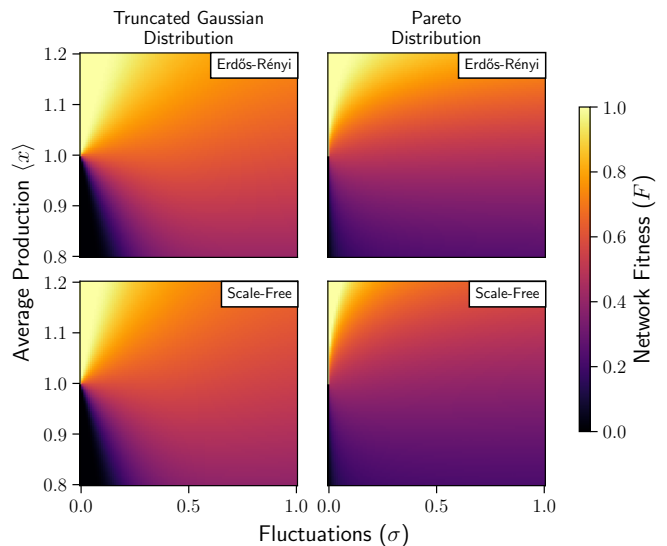 Truncated Gaussian
Distribution
Pareto
Distribution
1.2
1.1
1.0
0.9
0.8
Erdős-Rényi
Erdős-Rényi
1.2
1.1
1.0
0.9
0.8
Scale-Free
Scale-Free
0.0
0.5
1.0
0.0
0.5
1.0
Average Production ⟨x⟩
Fluctuations (σ)
1.0
0.8
0.6
0.4
0.2
0.0
Network Fitness (F)